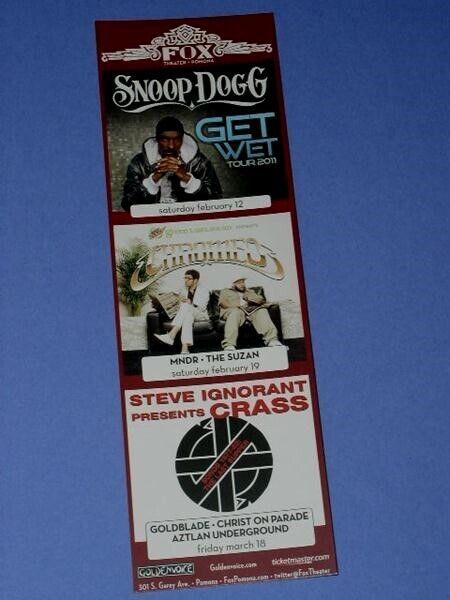 FOX
THEATER • POMONA
SNOOP DOGG
GET
WET
TOUR 2011
saturday february 12
CHROMEO
MNDR • THE SUZAN
saturday february 19
STEVE IGNORANT
PRESENTS CRASS
GOLDBLADE • CHRIST ON PARADE
AZTLAN UNDERGROUND
friday march 18
GOLDENVOICE Goldenvoice.com ticketmaster.com
301 S. Garey Ave. • Pomona • FoxPomona.com • twitter@FoxTheater